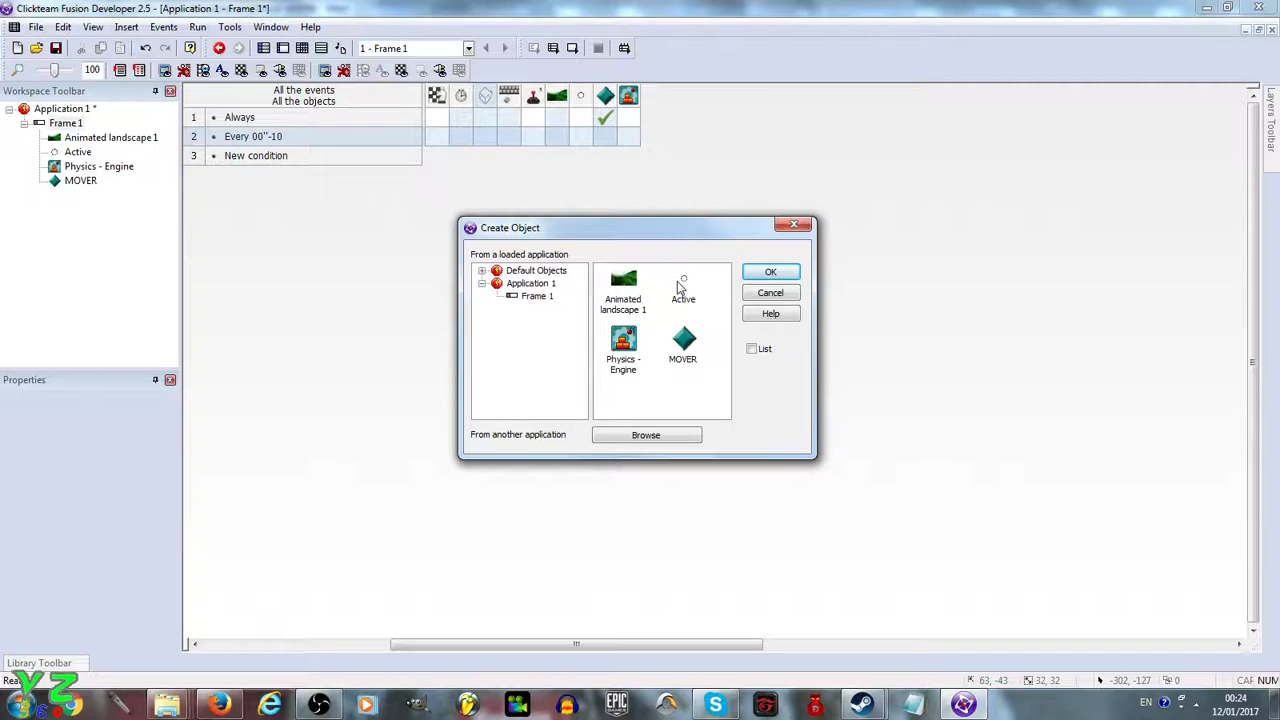 Clickteam Fusion Developer 2.5 - [Application 1 - Frame 1*]
File Edit View Insert Events Run Tools Window Help
1 - Frame 1
100
Workspace Toolbar
Application 1 *
Frame 1
Animated landscape 1
Active
Physics - Engine
MOVER
Properties
Library Toolbar
All the events
All the objects
1 • Always
2 • Every 00"-10
3 • New condition
Layers Toolbar
Create Object
From a loaded application
Default Objects
Application 1
Frame 1
Animated
landscape 1
Active
Physics -
Engine
MOVER
OK
Cancel
Help
List
From another application
Browse
YZ
63, -43
32, 32
-302, -127
0
NUM
EPIC
GAMES
EN
00:24
12/01/2017